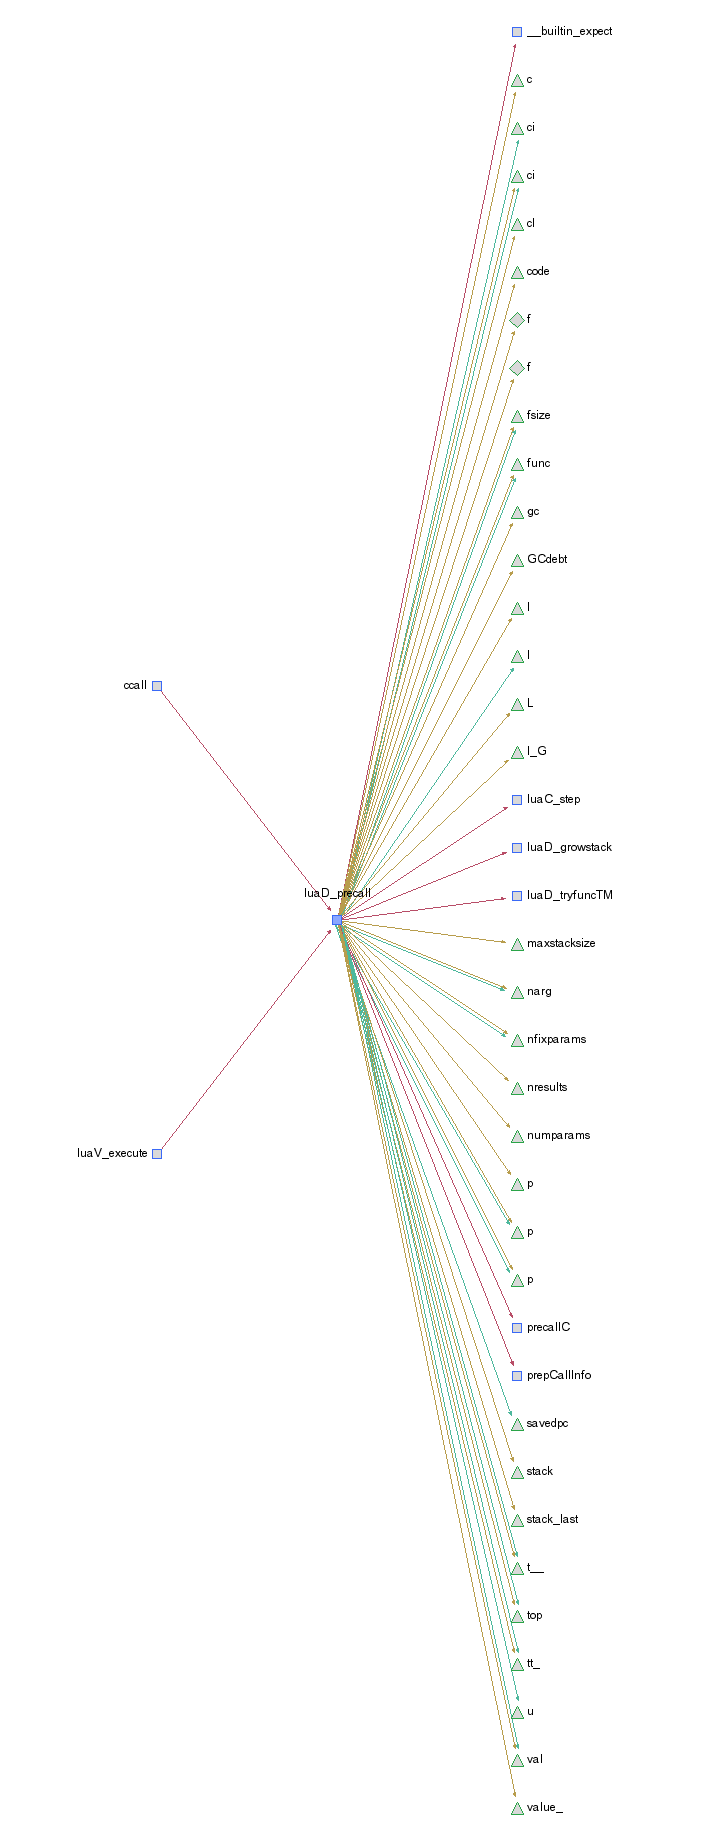 __builtin_expect
c
ci
ci
cl
code
f
f
fsize
func
gc
GCdebt
l
l
ccall
L
l_G
luaC_step
luaD_growstack
luaD_precall
luaD_tryfuncTM
maxstacksize
narg
nfixparams
nresults
numparams
luaV_execute
p
p
p
precallC
prepCallInfo
savedpc
stack
stack_last
t__
top
tt_
u
val
value_